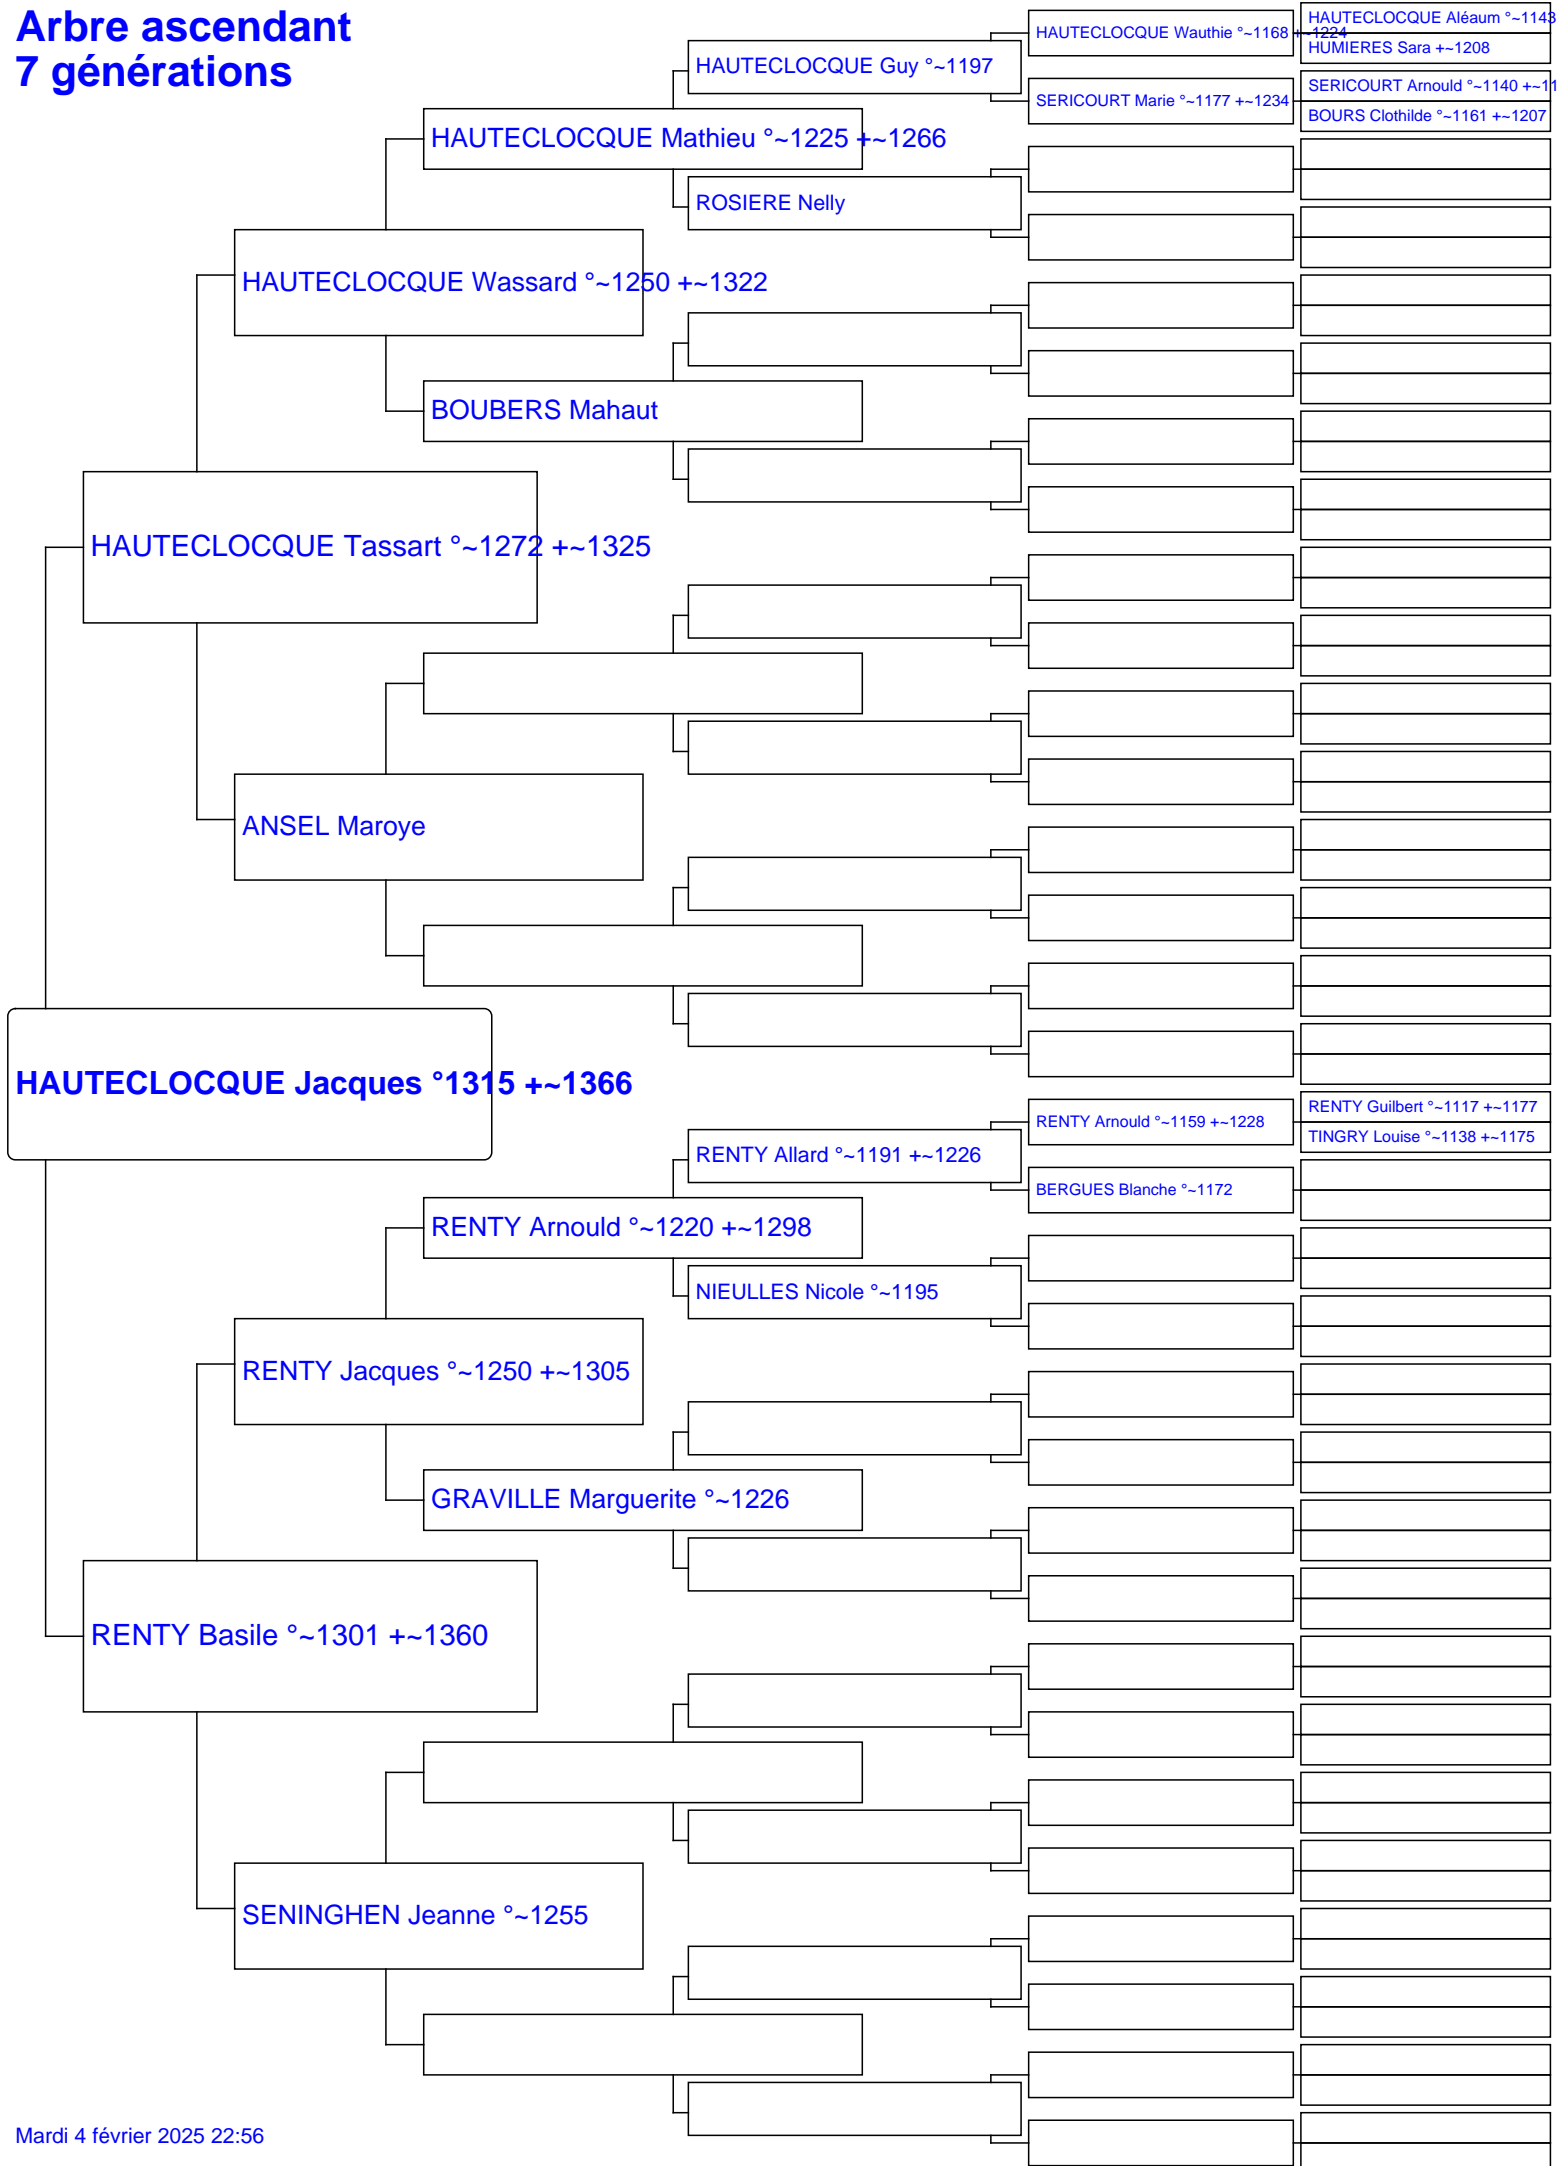 Arbre ascendant
7 générations
HAUTECLOCQUE Aléaum °~1143
HAUTECLOCQUE Wauthie °~1168 +~1224
HUMIERES Sara +~1208
HAUTECLOCQUE Guy °~1197
SERICOURT Arnould °~1140 +~11
SERICOURT Marie °~1177 +~1234
BOURS Clothilde °~1161 +~1207
HAUTECLOCQUE Mathieu °~1225 +~1266
ROSIERE Nelly
HAUTECLOCQUE Wassard °~1250 +~1322
BOUBERS Mahaut
HAUTECLOCQUE Tassart °~1272 +~1325
ANSEL Maroye
HAUTECLOCQUE Jacques °1315 +~1366
RENTY Guilbert °~1117 +~1177
RENTY Arnould °~1159 +~1228
TINGRY Louise °~1138 +~1175
RENTY Allard °~1191 +~1226
BERGUES Blanche °~1172
RENTY Arnould °~1220 +~1298
NIEULLES Nicole °~1195
RENTY Jacques °~1250 +~1305
GRAVILLE Marguerite °~1226
RENTY Basile °~1301 +~1360
SENINGHEN Jeanne °~1255
Mardi 4 février 2025 22:56